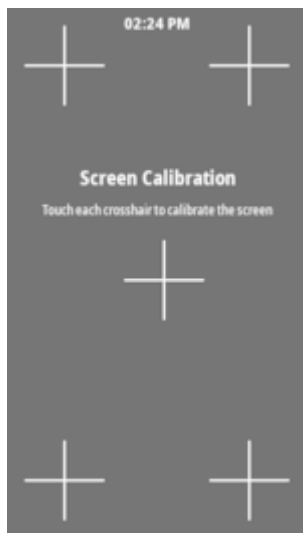 02:24 PM
Screen Calibration
Touch each crosshair to calibrate the screen